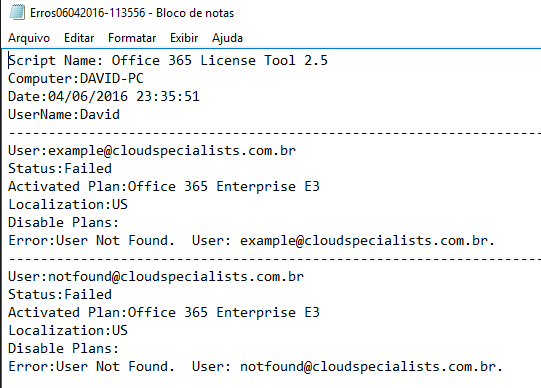 Erros06042016-113556 - Bloco de notas
Arquivo Editar Formatar Exibir Ajuda
Script Name: Office 365 License Tool 2.5
Computer:DAVID-PC
Date:04/06/2016 23:35:51
UserName:David
--------------------------------------------------------------------
User:example@cloudspecialists.com.br
Status:Failed
Activated Plan:Office 365 Enterprise E3
Localization:US
Disable Plans:
Error:User Not Found.  User: example@cloudspecialists.com.br.
--------------------------------------------------------------------
User:notfound@cloudspecialists.com.br
Status:Failed
Activated Plan:Office 365 Enterprise E3
Localization:US
Disable Plans:
Error:User Not Found.  User: notfound@cloudspecialists.com.br.